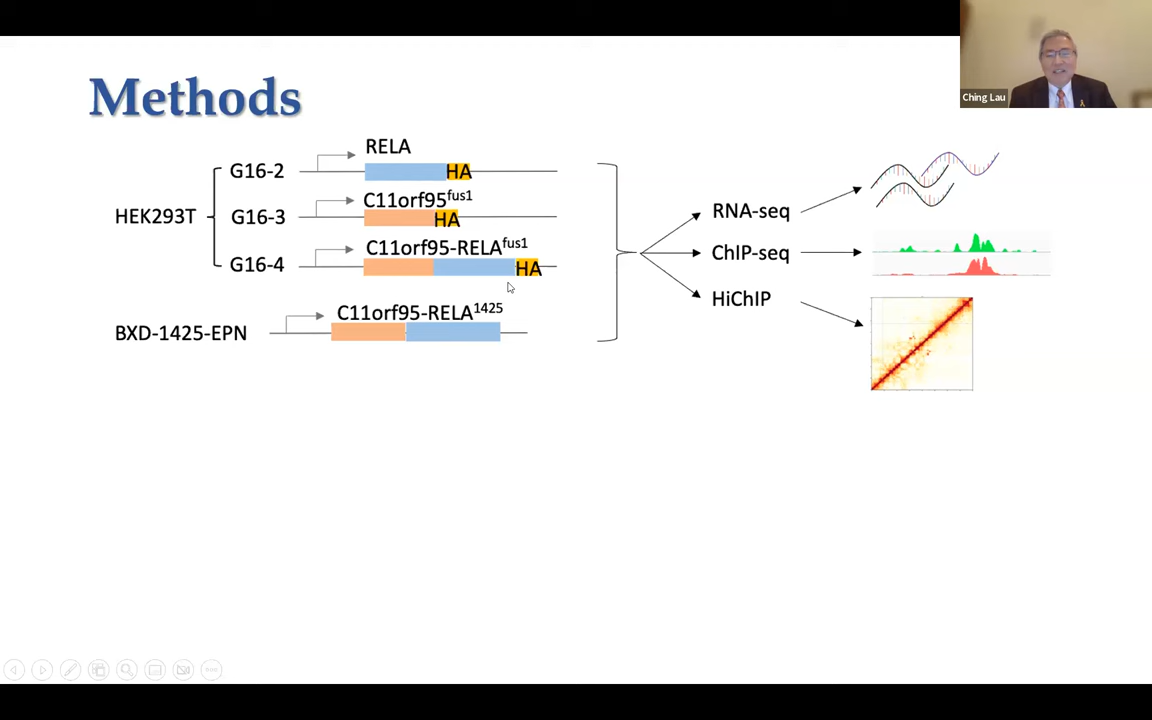 Methods
Ching Lau
RELA
G16-2
HA
C11orf95fus1
HEK293T
G16-3
HA
C11orf95-RELAfus1
G16-4
HA
C11orf95-RELA1425
BXD-1425-EPN
RNA-seq
ChIP-seq
HiChIP